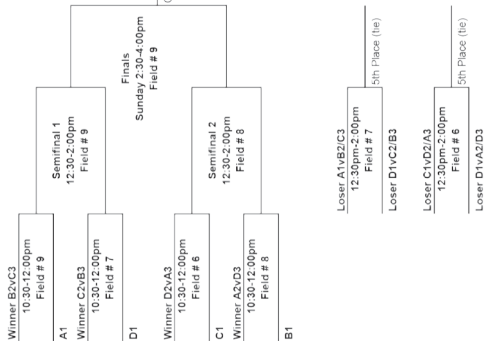 Winner B2vC3
10:30-12:00pm
Field # 9
A1
Winner C2vB3
10:30-12:00pm
Field # 7
D1
Winner D2vA3
10:30-12:00pm
Field # 6
C1
Winner A2vD3
10:30-12:00pm
Field # 8
B1
Semifinal 1
12:30-2:00pm
Field # 9
Semifinal 2
12:30-2:00pm
Field # 8
Finals
Sunday 2:30-4:00pm
Field # 9
Loser A1vB2/C3
12:30pm-2:00pm
Field # 7
Loser D1vC2/B3
5th Place (tie)
Loser C1vD2/A3
12:30pm-2:00pm
Field # 6
Loser D1vA2/D3
5th Place (tie)